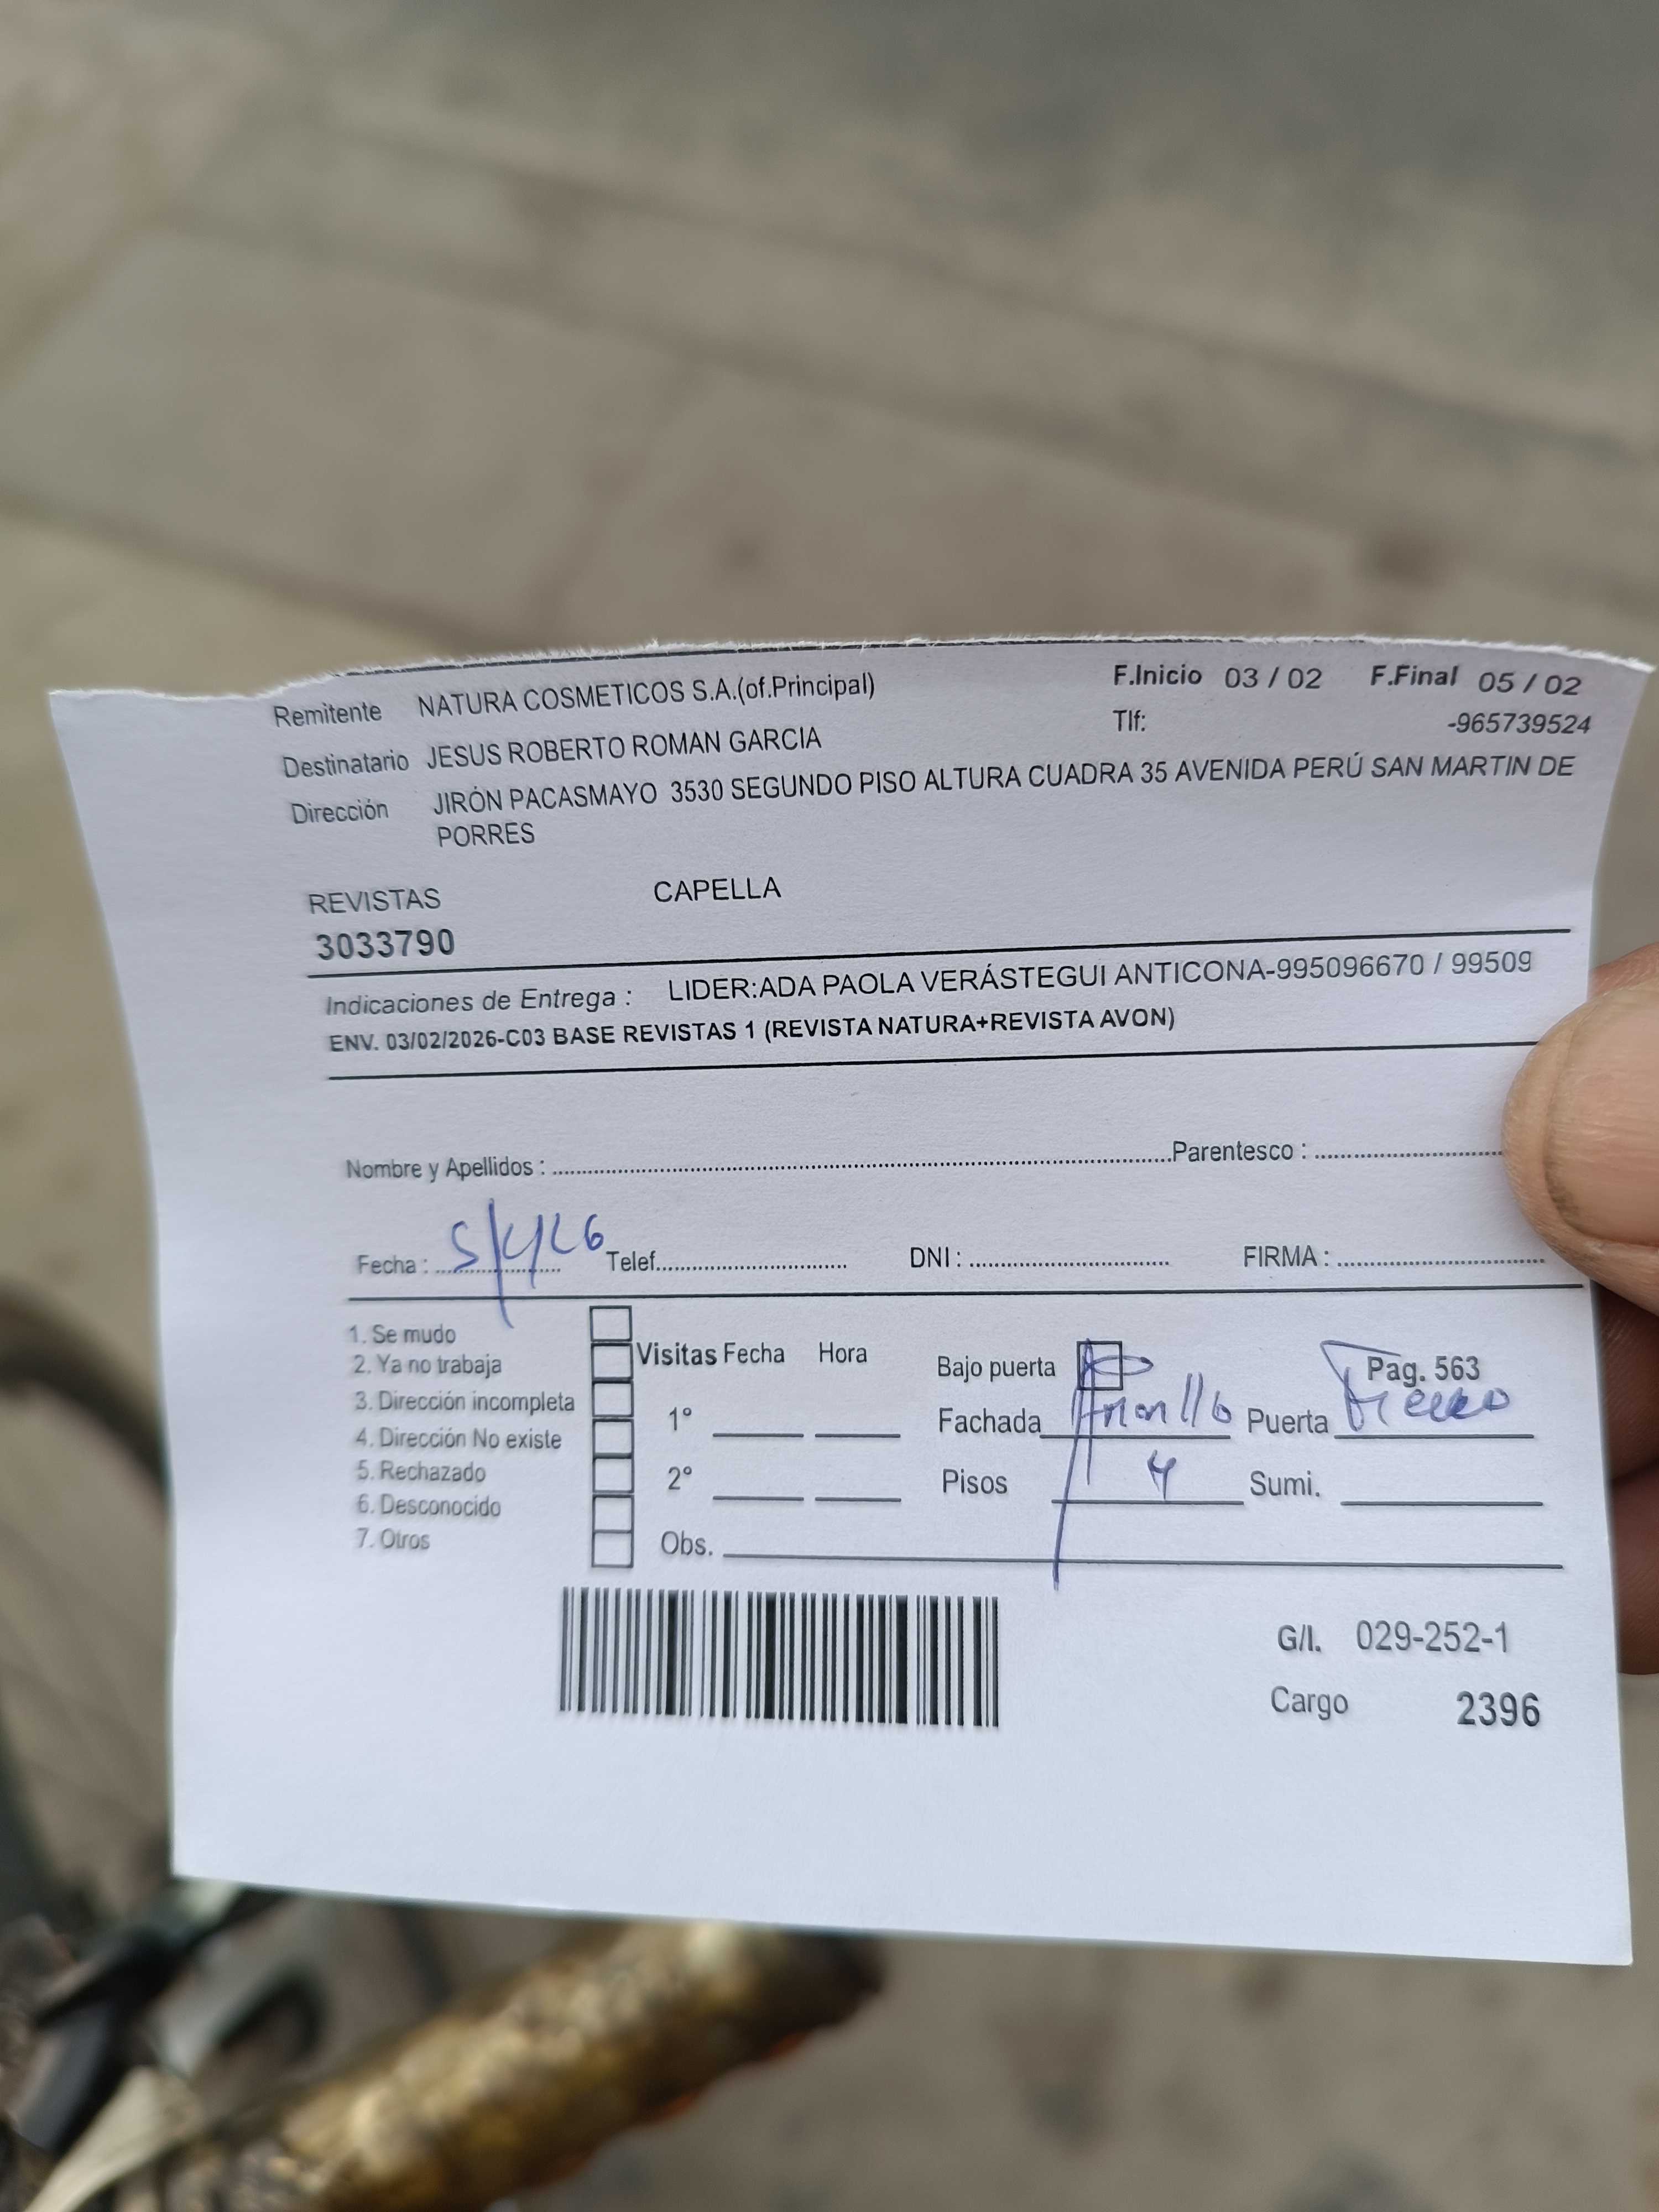 Remitente NATURA COSMETICOS S.A.(of.Principal) F.Inicio 03 / 02 F.Final 05 / 02
Destinatario JESUS ROBERTO ROMAN GARCIA Tlf: -965739524
Dirección JIRÓN PACASMAYO 3530 SEGUNDO PISO ALTURA CUADRA 35 AVENIDA PERÚ SAN MARTIN DE
PORRES
REVISTAS CAPELLA
3033790
Indicaciones de Entrega : LIDER:ADA PAOLA VERÁSTEGUI ANTICONA-995096670 / 99509
ENV. 03/02/2026-C03 BASE REVISTAS 1 (REVISTA NATURA+REVISTA AVON)
Nombre y Apellidos : Parentesco :
Fecha : Telef. DNI : FIRMA :
1. Se mudo
2. Ya no trabaja Visitas Fecha Hora Bajo puerta Pag. 563
3. Dirección incompleta 1° Fachada Puerta
4. Dirección No existe
5. Rechazado 2° Pisos 4 Sumi.
6. Desconocido
7. Otros Obs.
G/I. 029-252-1
Cargo 2396